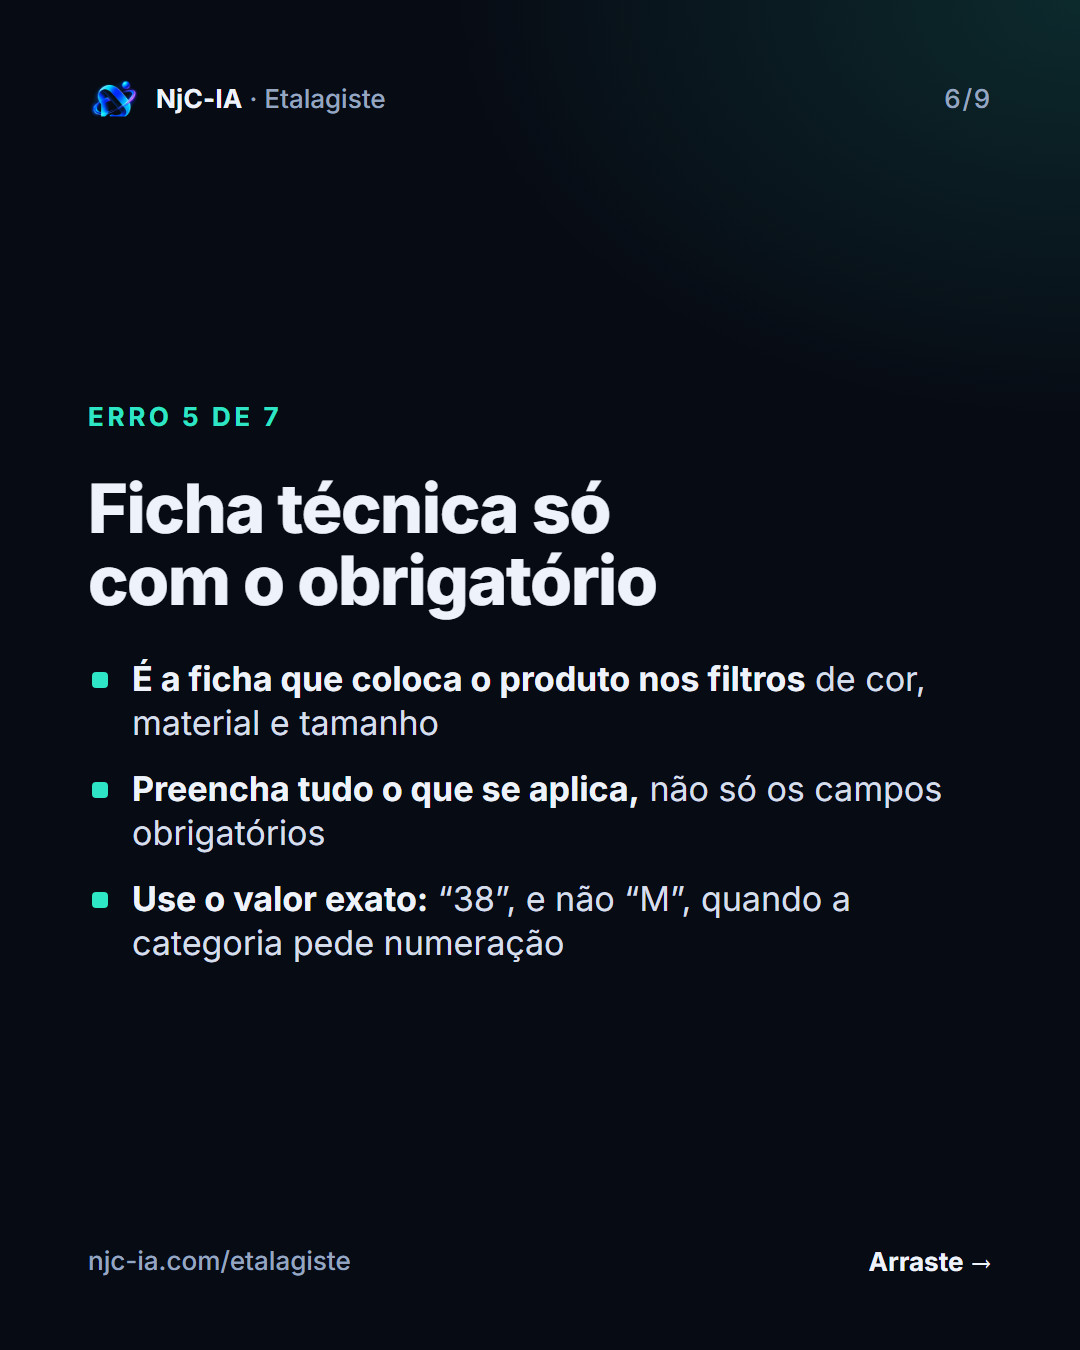 NjC-IA · Etalagiste
6/9
ERRO 5 DE 7
Ficha técnica só
com o obrigatório
É a ficha que coloca o produto nos filtros de cor,
material e tamanho
Preencha tudo o que se aplica, não só os campos
obrigatórios
Use o valor exato: “38”, e não “M”, quando a
categoria pede numeração
njc-ia.com/etalagiste
Arraste →